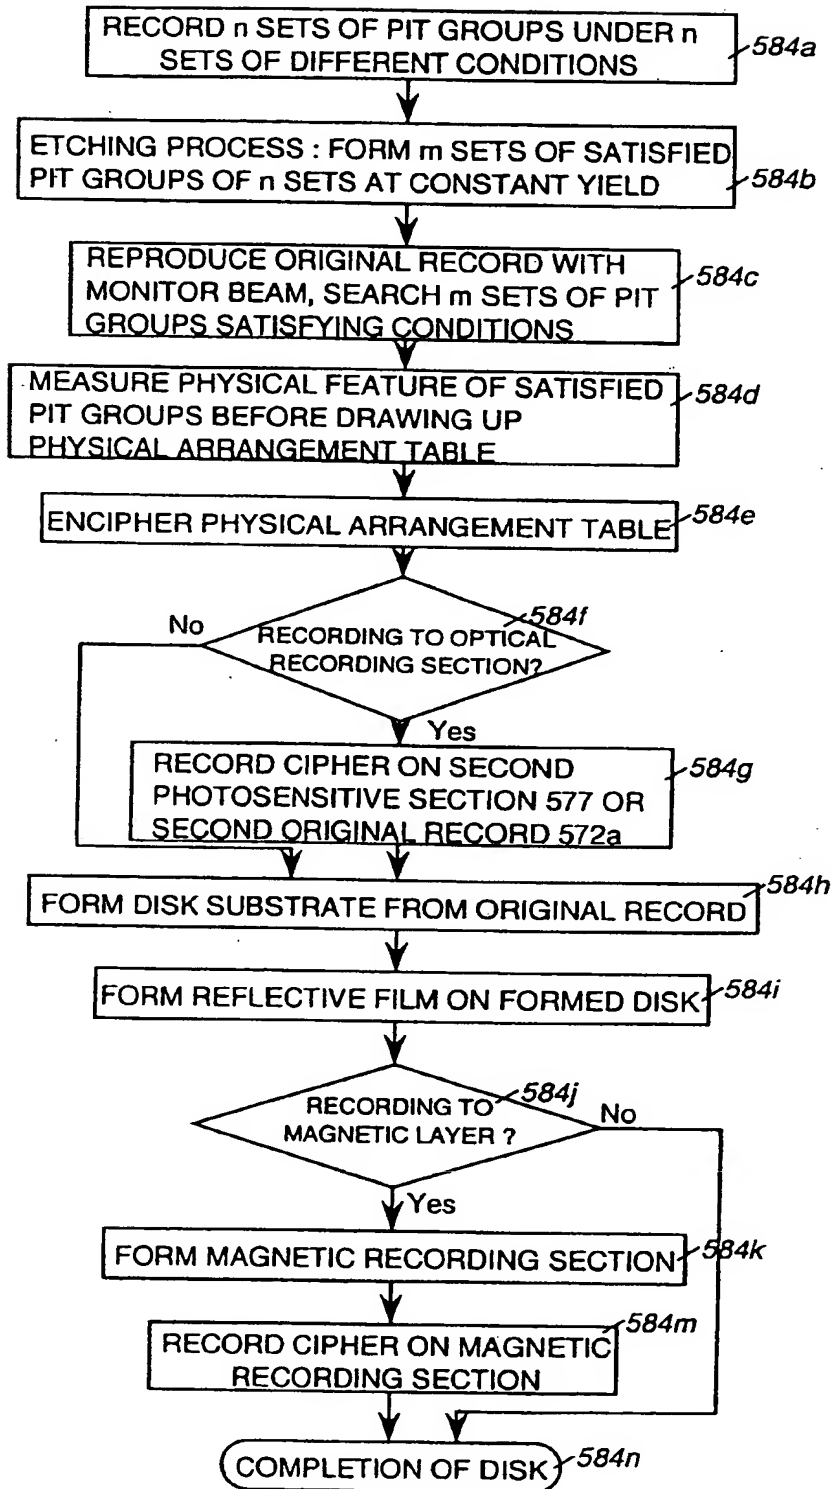 RECORD n SETS OF PIT GROUPS UNDER n
SETS OF DIFFERENT CONDITIONS
584a
ETCHING PROCESS : FORM m SETS OF SATISFIED
PIT GROUPS OF n SETS AT CONSTANT YIELD
584b
REPRODUCE ORIGINAL RECORD WITH
MONITOR BEAM, SEARCH m SETS OF PIT
GROUPS SATISFYING CONDITIONS
584c
MEASURE PHYSICAL FEATURE OF SATISFIED
PIT GROUPS BEFORE DRAWING UP
PHYSICAL ARRANGEMENT TABLE
584d
ENCIPHER PHYSICAL ARRANGEMENT TABLE
584e
584f
No
RECORDING TO OPTICAL
RECORDING SECTION?
Yes
RECORD CIPHER ON SECOND
PHOTOSENSITIVE SECTION 577 OR
SECOND ORIGINAL RECORD 572a
584g
FORM DISK SUBSTRATE FROM ORIGINAL RECORD
584h
FORM REFLECTIVE FILM ON FORMED DISK
584i
584j
RECORDING TO
MAGNETIC LAYER ?
No
Yes
FORM MAGNETIC RECORDING SECTION
584k
584m
RECORD CIPHER ON MAGNETIC
RECORDING SECTION
COMPLETION OF DISK
584n